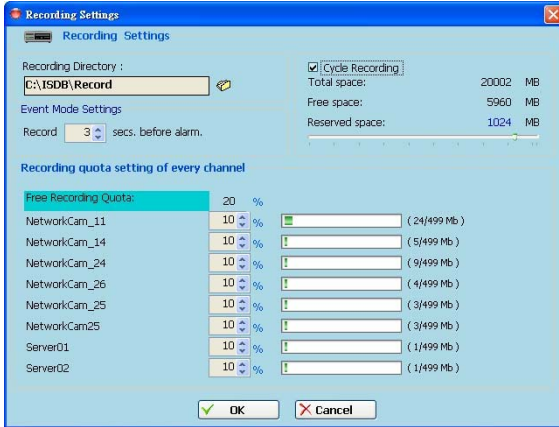 Recording Settings
Recording Settings
Recording Directory :
C:\ISDB\Record
Event Mode Settings
Record 3 secs. before alarm.
Cycle Recording
Total space: 20002 MB
Free space: 5960 MB
Reserved space: 1024 MB
Recording quota setting of every channel
Free Recording Quota: 20 %
NetworkCam_11 10 % ( 24/499 Mb )
NetworkCam_14 10 % ( 5/499 Mb )
NetworkCam_24 10 % ( 9/499 Mb )
NetworkCam_26 10 % ( 4/499 Mb )
NetworkCam_25 10 % ( 3/499 Mb )
NetworkCam25 10 % ( 3/499 Mb )
Server01 10 % ( 1/499 Mb )
Server02 10 % ( 1/499 Mb )
OK Cancel